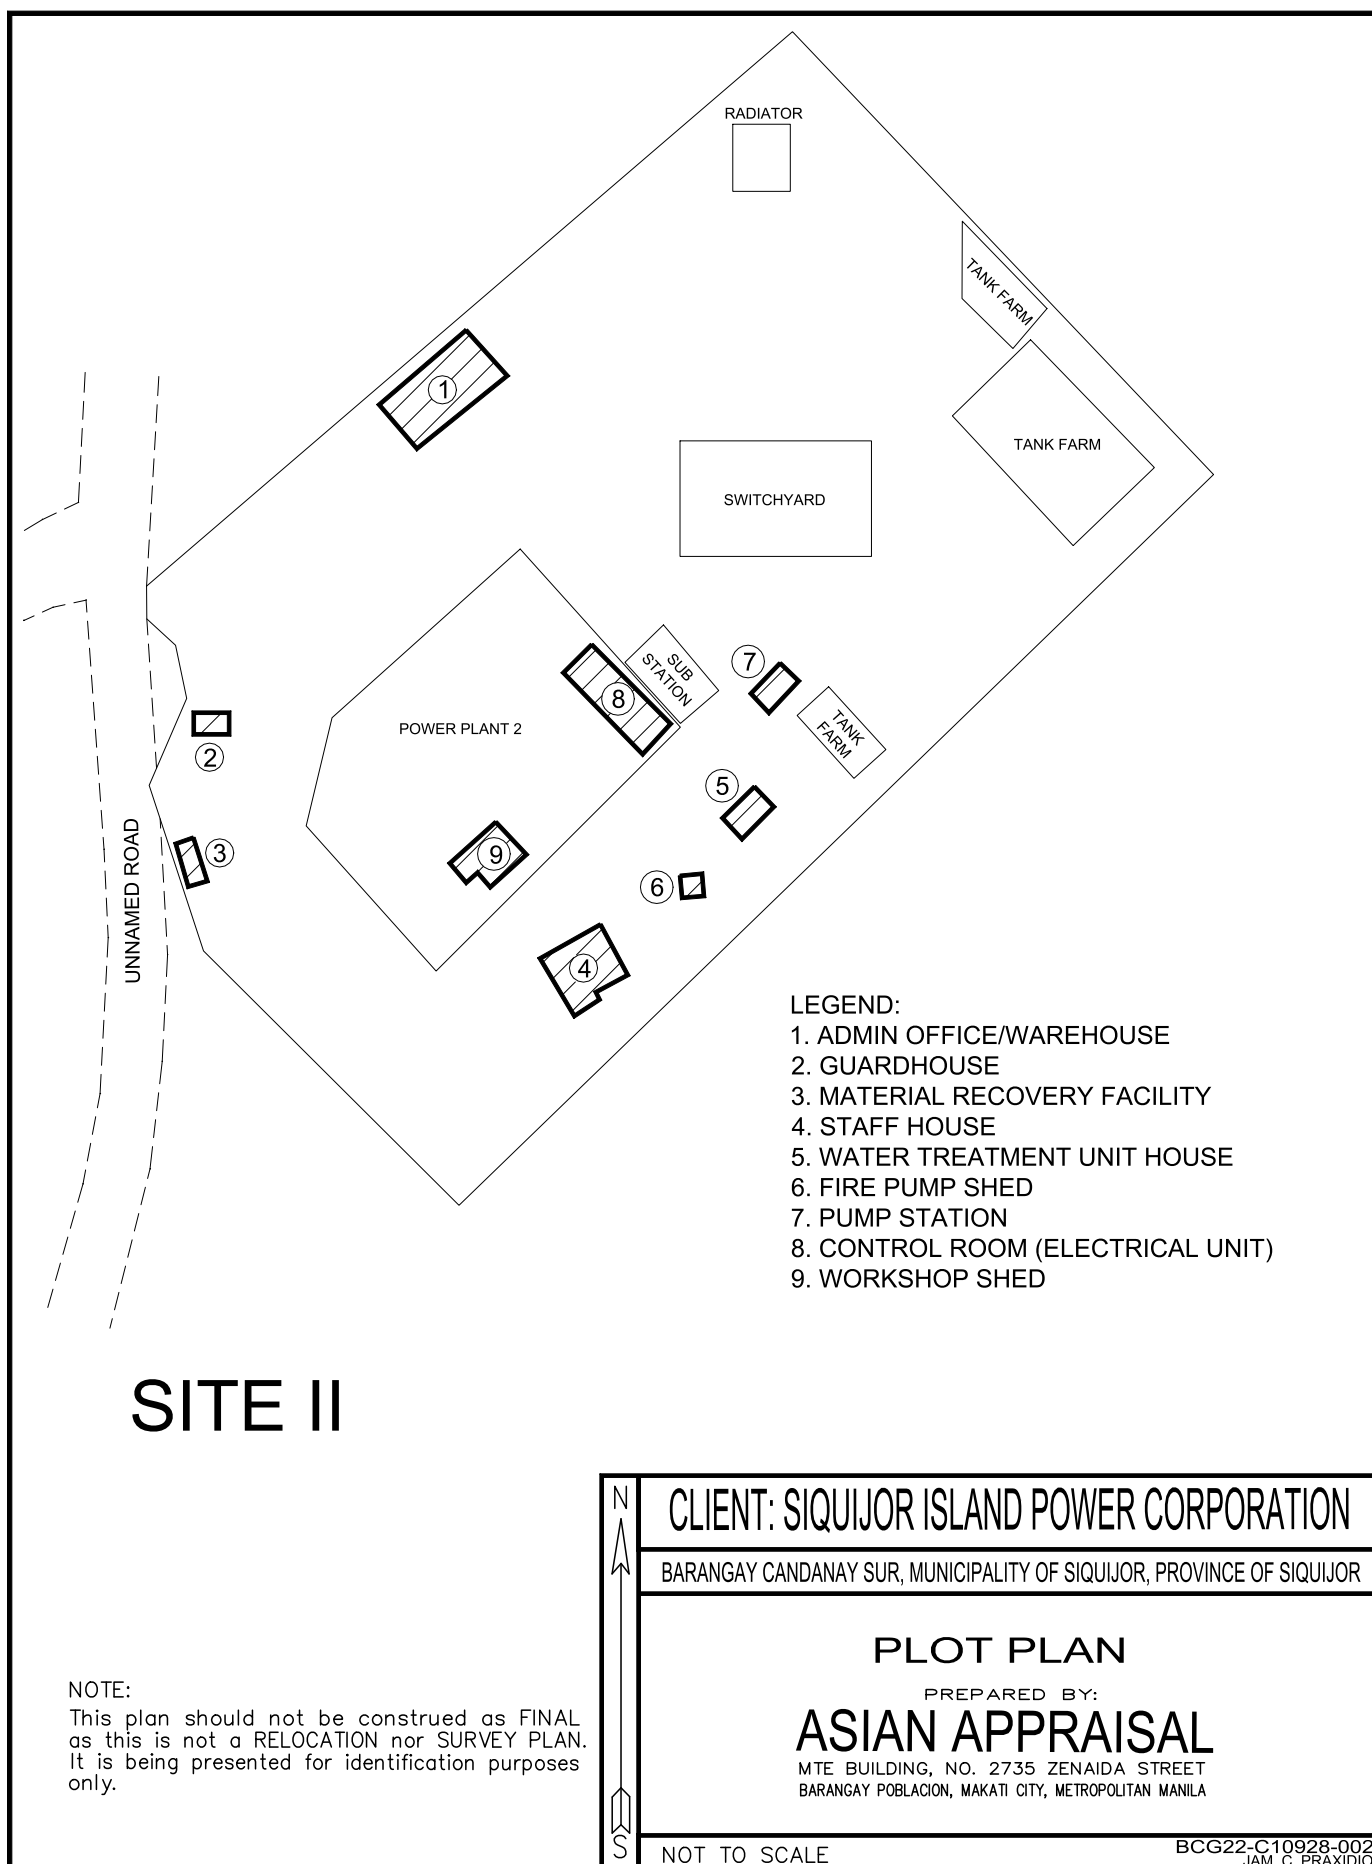 RADIATOR
TANK FARM
1
TANK FARM
SWITCHYARD
SUB
STATION
7
8
TANK
FARM
POWER PLANT 2
2
5
3
9
6
UNNAMED ROAD
4
LEGEND:
1. ADMIN OFFICE/WAREHOUSE
2. GUARDHOUSE
3. MATERIAL RECOVERY FACILITY
4. STAFF HOUSE
5. WATER TREATMENT UNIT HOUSE
6. FIRE PUMP SHED
7. PUMP STATION
8. CONTROL ROOM (ELECTRICAL UNIT)
9. WORKSHOP SHED
SITE II
NOTE:
This plan should not be construed as FINAL
as this is not a RELOCATION nor SURVEY PLAN.
It is being presented for identification purposes
only.
N
S
CLIENT: SIQUIJOR ISLAND POWER CORPORATION
BARANGAY CANDANAY SUR, MUNICIPALITY OF SIQUIJOR, PROVINCE OF SIQUIJOR
PLOT PLAN
PREPARED BY:
ASIAN APPRAISAL
MTE BUILDING, NO. 2735 ZENAIDA STREET
BARANGAY POBLACION, MAKATI CITY, METROPOLITAN MANILA
NOT TO SCALE
BCG22-C10928-002
JAM C. PRAXIDIO